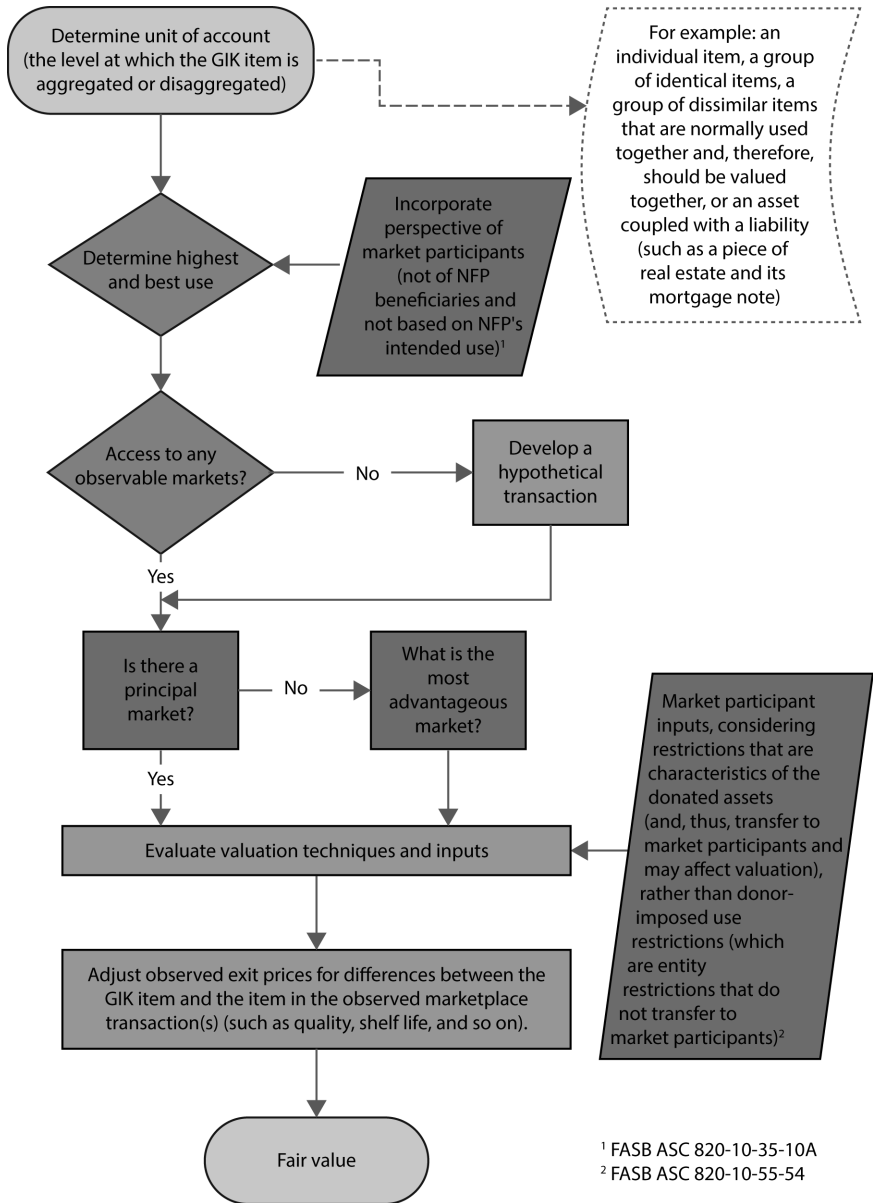 Determine unit of account
(the level at which the GIK item is
aggregated or disaggregated)
For example: an
individual item, a group
of identical items, a
group of dissimilar items
that are normally used
together and, therefore,
should be valued
together, or an asset
coupled with a liability
(such as a piece of
real estate and its
mortgage note)
Determine highest
and best use
Incorporate
perspective of
market participants
(not of NFP
beneficiaries and
not based on NFP's
intended use)¹
Access to any
observable markets?
No
Develop a
hypothetical
transaction
Yes
Is there a
principal
market?
No
What is the
most
advantageous
market?
Yes
Market participant
inputs, considering
restrictions that are
characteristics of the
donated assets
(and, thus, transfer to
market participants and
may affect valuation),
rather than donor-
imposed use
restrictions (which
are entity
restrictions that do
not transfer to
market participants)²
Evaluate valuation techniques and inputs
Adjust observed exit prices for differences between the
GIK item and the item in the observed marketplace
transaction(s) (such as quality, shelf life, and so on).
Fair value
¹ FASB ASC 820-10-35-10A
² FASB ASC 820-10-55-54